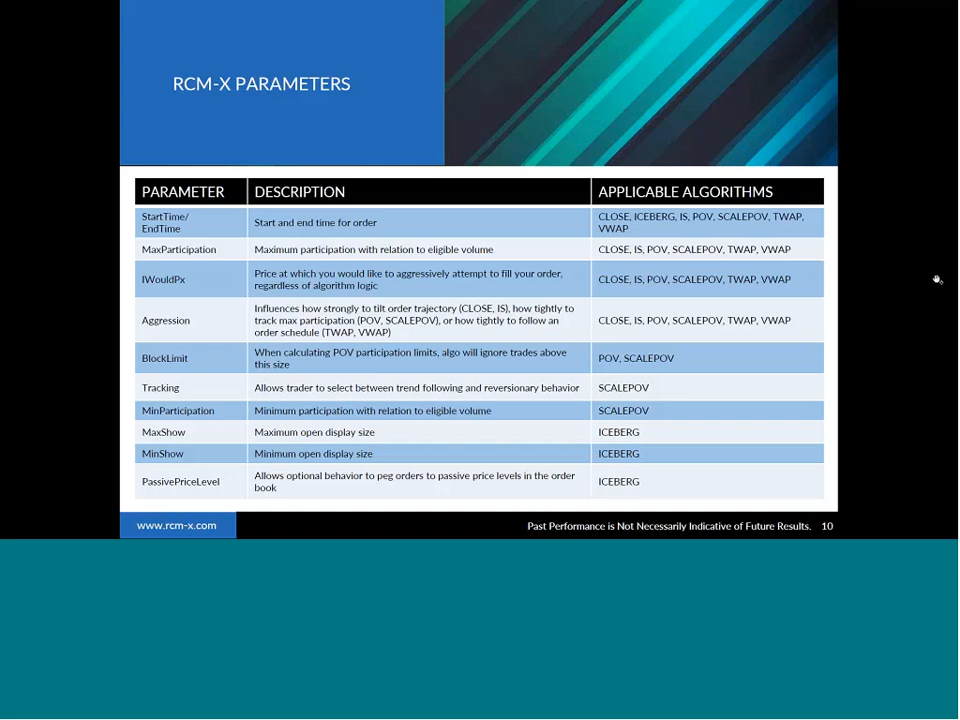 RCM-X PARAMETERS
PARAMETER DESCRIPTION APPLICABLE ALGORITHMS
StartTime/
EndTime
Start and end time for order
CLOSE, ICEBERG, IS, POV, SCALEPOV, TWAP,
VWAP
MaxParticipation Maximum participation with relation to eligible volume CLOSE, IS, POV, SCALEPOV, TWAP, VWAP
IWouldPx
Price at which you would like to aggressively attempt to fill your order,
regardless of algorithm logic
CLOSE, IS, POV, SCALEPOV, TWAP, VWAP
Aggression
Influences how strongly to tilt order trajectory (CLOSE, IS), how tightly to
track max participation (POV, SCALEPOV), or how tightly to follow an
order schedule (TWAP, VWAP)
CLOSE, IS, POV, SCALEPOV, TWAP, VWAP
BlockLimit
When calculating POV participation limits, algo will ignore trades above
this size
POV, SCALEPOV
Tracking Allows trader to select between trend following and reversionary behavior SCALEPOV
MinParticipation Minimum participation with relation to eligible volume SCALEPOV
MaxShow Maximum open display size ICEBERG
MinShow Minimum open display size ICEBERG
PassivePriceLevel
Allows optional behavior to peg orders to passive price levels in the order
book
ICEBERG
www.rcm-x.com Past Performance is Not Necessarily Indicative of Future Results. 10